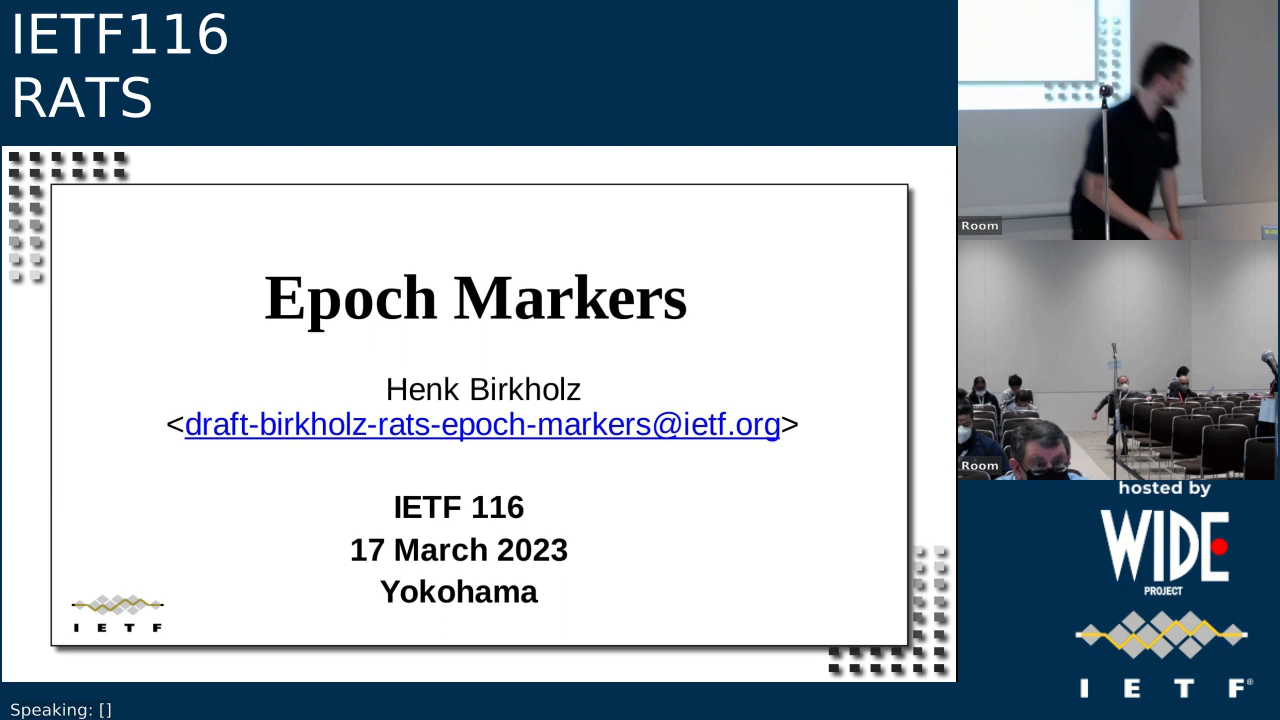 IETF116
RATS
Epoch Markers
Henk Birkholz
<draft-birkholz-rats-epoch-markers@ietf.org>
IETF 116
17 March 2023
Yokohama
I E T F
Room
Room
hosted by
WIDE
PROJECT
I E T F®
Speaking: []